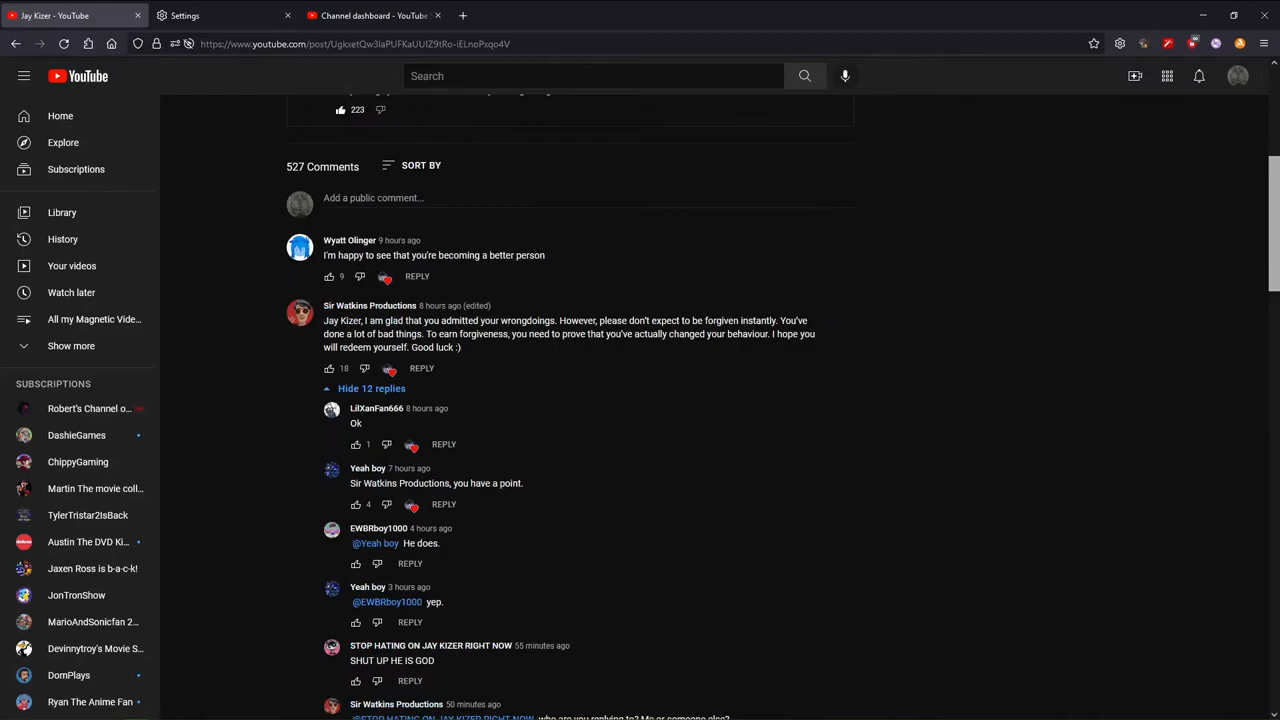 Jay Kizer - YouTube
Settings
Channel dashboard - YouTube S
https://www.youtube.com/post/UgkxetQw3laPUFKaUUIZ9tRo-iELnoPxqo4V
YouTube
Search
Home
Explore
Subscriptions
Library
History
Your videos
Watch later
All my Magnetic Vide...
Show more
SUBSCRIPTIONS
Robert's Channel o...
DashieGames
ChippyGaming
Martin The movie coll...
TylerTristar2IsBack
Austin The DVD Ki...
Jaxen Ross is b-a-c-k!
JonTronShow
MarioAndSonicfan 2...
Devinnytroy's Movie S...
DomPlays
Ryan The Anime Fan
223
527 Comments
SORT BY
Add a public comment...
Wyatt Olinger 9 hours ago
I'm happy to see that you're becoming a better person
9 REPLY
Sir Watkins Productions 8 hours ago (edited)
Jay Kizer, I am glad that you admitted your wrongdoings. However, please don't expect to be forgiven instantly. You've
done a lot of bad things. To earn forgiveness, you need to prove that you've actually changed your behaviour. I hope you
will redeem yourself. Good luck :)
18 REPLY
Hide 12 replies
LilXanFan666 8 hours ago
Ok
1 REPLY
Yeah boy 7 hours ago
Sir Watkins Productions, you have a point.
4 REPLY
EWBRboy1000 4 hours ago
@Yeah boy He does.
REPLY
Yeah boy 3 hours ago
@EWBRboy1000 yep.
REPLY
STOP HATING ON JAY KIZER RIGHT NOW 55 minutes ago
SHUT UP HE IS GOD
REPLY
Sir Watkins Productions 50 minutes ago
@STOP HATING ON JAY KIZER RIGHT NOW who are you replying to? Me or someone else?